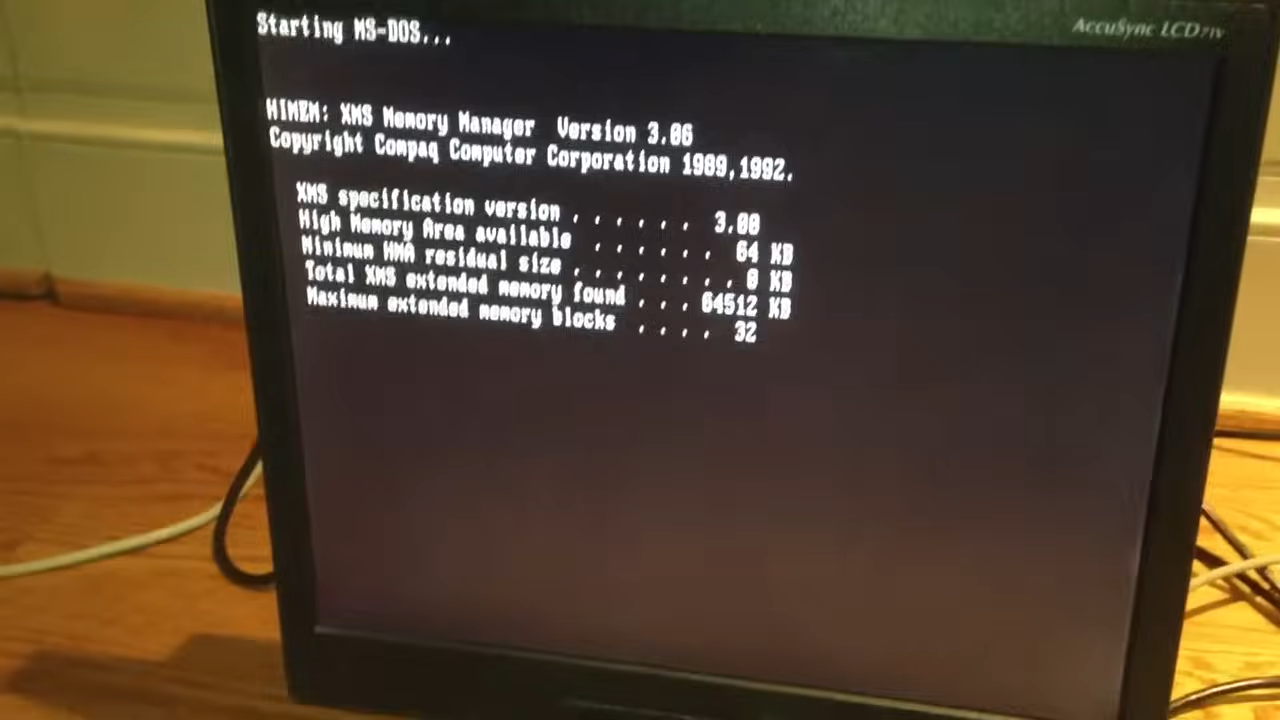 AccuSync LCD71V
Starting MS-DOS...
HIMEM: XMS Memory Manager  Version 3.06
Copyright Compaq Computer Corporation 1989,1992.
XMS specification version . . . . . .  3.00
High Memory Area available  . . . . . .  64 KB
Minimum HMA residual size . . . . . . .  0 KB
Total XMS extended memory found . . . 64512 KB
Maximum extended memory blocks  . . . .  32